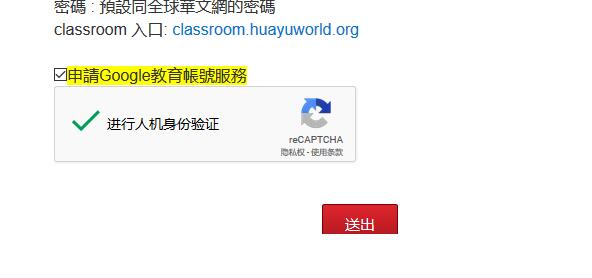 密碼 : 預設同全球華文網的密碼
classroom 入口: classroom.huayuworld.org
申請Google教育帳號服務
进行人机身份验证
reCAPTCHA
隐私权 - 使用条款
送出